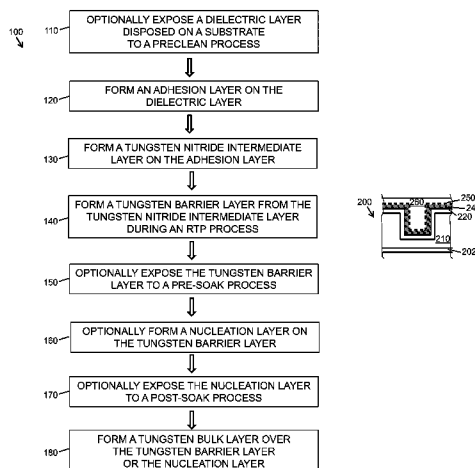 100
110
OPTIONALLY EXPOSE A DIELECTRIC LAYER
DISPOSED ON A SUBSTRATE
TO A PRECLEAN PROCESS
120
FORM AN ADHESION LAYER ON THE
DIELECTRIC LAYER
130
FORM A TUNGSTEN NITRIDE INTERMEDIATE
LAYER ON THE ADHESION LAYER
140
FORM A TUNGSTEN BARRIER LAYER FROM THE
TUNGSTEN NITRIDE INTERMEDIATE LAYER
DURING AN RTP PROCESS
150
OPTIONALLY EXPOSE THE TUNGSTEN BARRIER
LAYER TO A PRE-SOAK PROCESS
160
OPTIONALLY FORM A NUCLEATION LAYER ON
THE TUNGSTEN BARRIER LAYER
170
OPTIONALLY EXPOSE THE NUCLEATION LAYER
TO A POST-SOAK PROCESS
180
FORM A TUNGSTEN BULK LAYER OVER
THE TUNGSTEN BARRIER LAYER
OR THE NUCLEATION LAYER
200
260
250
24
220
210
202